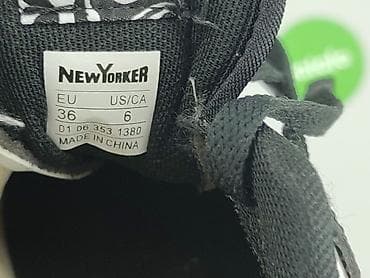 NEWYORKER
EU US/CA
36 6
01 06 353 1380
MADE IN CHINA